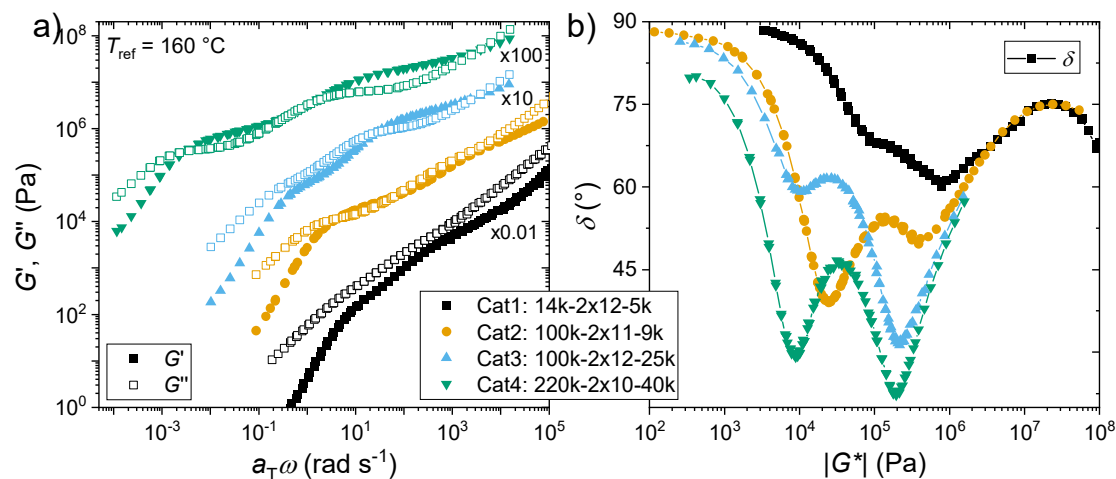 a)
T_ref = 160 °C
x100
x10
x0.01
G′
G″
G′, G″ (Pa)
10^8
10^6
10^4
10^2
10^0
10^-3
10^-1
10^1
10^3
10^5
a_Tω (rad s^-1)
Cat1: 14k-2x12-5k
Cat2: 100k-2x11-9k
Cat3: 100k-2x12-25k
Cat4: 220k-2x10-40k
b)
δ
δ (°)
90
75
60
45
10^2
10^3
10^4
10^5
10^6
10^7
10^8
|G*| (Pa)